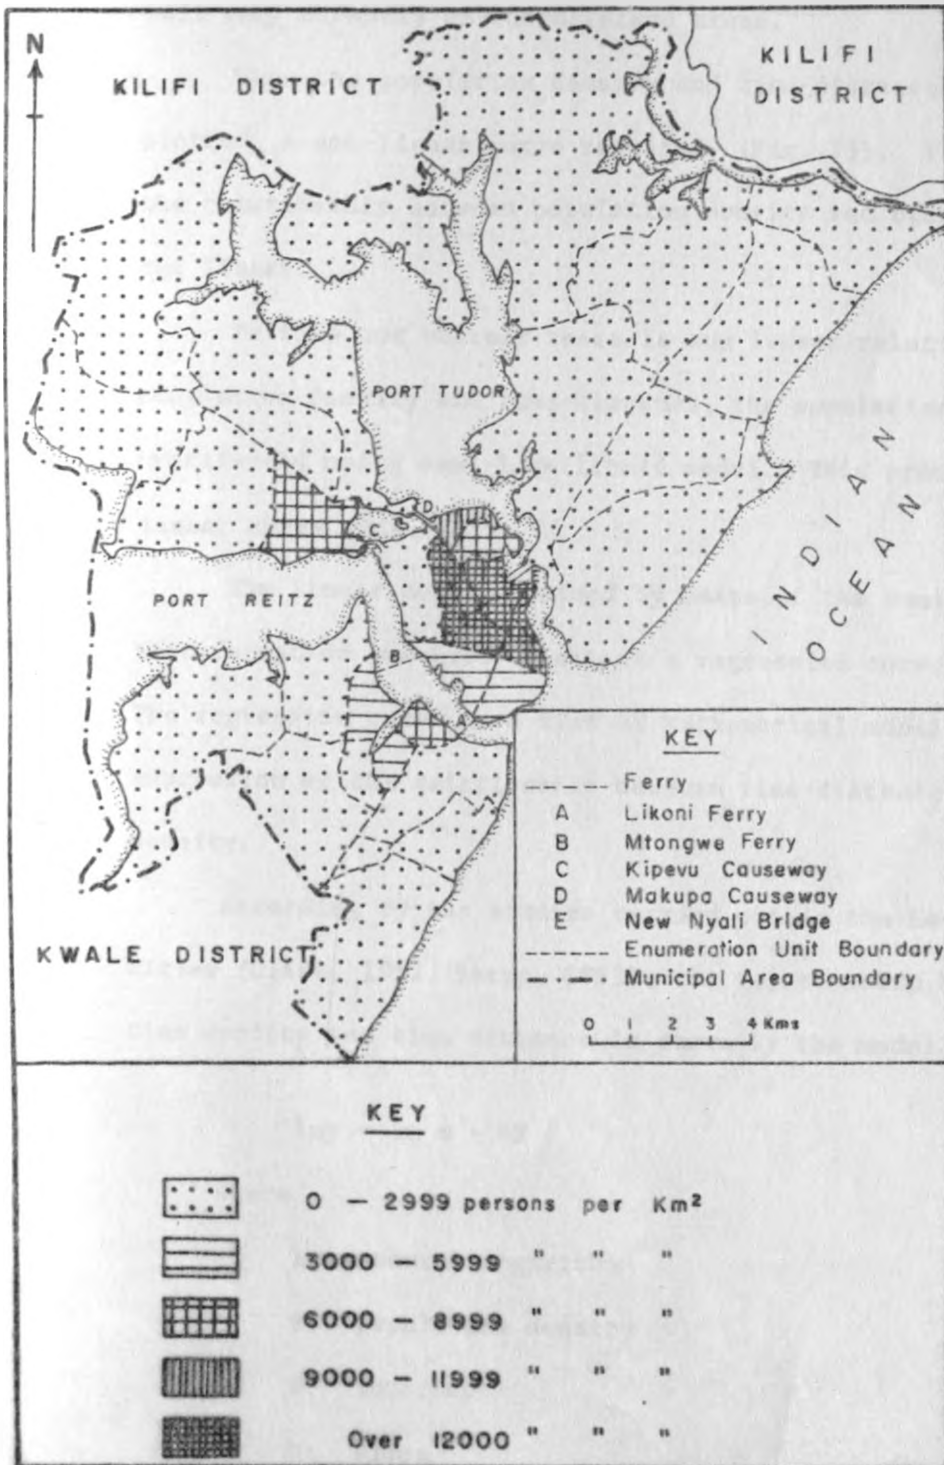 N
KILIFI DISTRICT
KILIFI
DISTRICT
PORT TUDOR
D
C
PORT REITZ
B
A
INDIAN
OCEAN
KWALE DISTRICT
KEY
Ferry
A Likoni Ferry
B Mtongwe Ferry
C Kipevu Causeway
D Makupa Causeway
E New Nyali Bridge
Enumeration Unit Boundary
Municipal Area Boundary
0 1 2 3 4 Kms
KEY
0 – 2999 persons per Km²
3000 – 5999 " " "
6000 – 8999 " " "
9000 – 11999 " " "
Over 12000 " " "